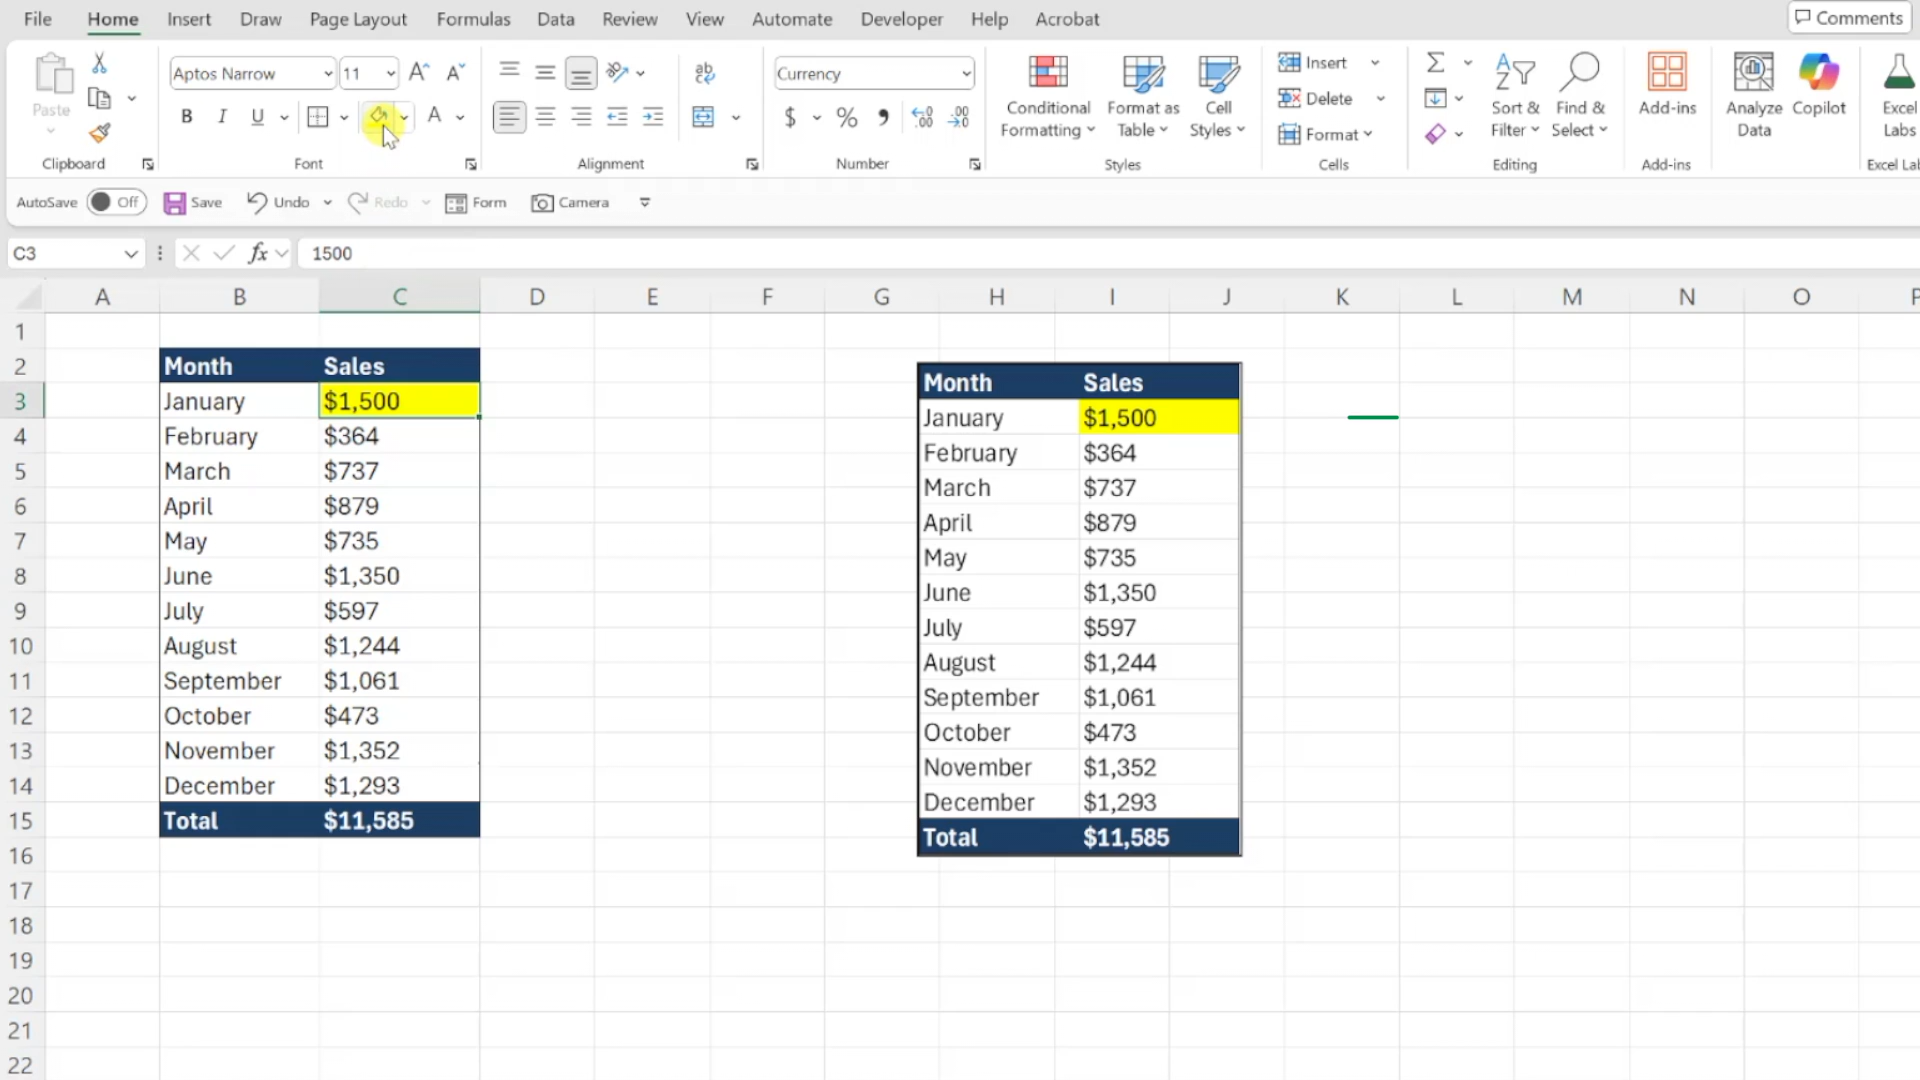 File Home Insert Draw Page Layout Formulas Data Review View Automate Developer Help Acrobat Comments
Paste
Clipboard
Aptos Narrow 11
B I U A
Font
ab
Alignment
Currency
$ % ,
Number
Conditional Formatting
Format as Table
Cell Styles
Styles
Insert
Delete
Format
Cells
Sort & Filter
Find & Select
Editing
Add-ins
Add-ins
Analyze Data
Copilot
Excel Labs
Excel Lab
AutoSave Off Save Undo Redo Form Camera
C3 fx 1500
A B C D E F G H I J K L M N O P
1
2 Month Sales
3 January $1,500
4 February $364
5 March $737
6 April $879
7 May $735
8 June $1,350
9 July $597
10 August $1,244
11 September $1,061
12 October $473
13 November $1,352
14 December $1,293
15 Total $11,585
16
17
18
19
20
21
22
Month Sales
January $1,500
February $364
March $737
April $879
May $735
June $1,350
July $597
August $1,244
September $1,061
October $473
November $1,352
December $1,293
Total $11,585